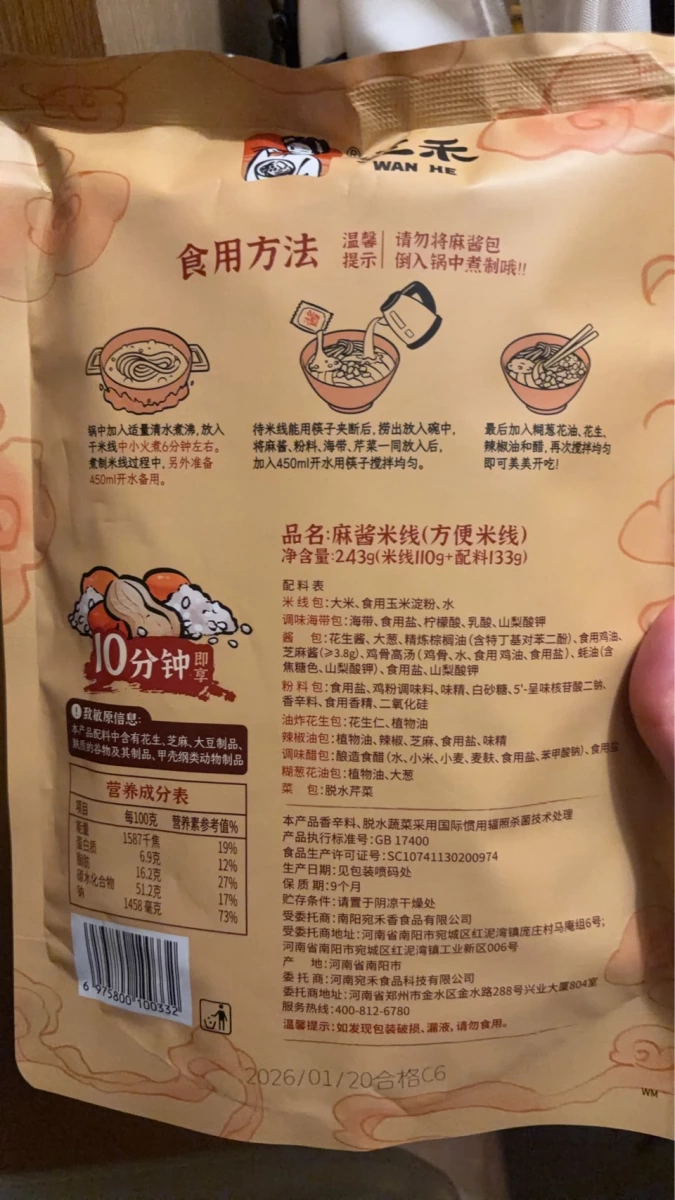 ®
禾
WAN HE
食用方法
温馨提示
请勿将麻酱包
倒入锅中煮制哦!!
锅中加入适量清水煮沸,放入
干米线中小火煮6分钟左右。
煮制米线过程中,另外准备
450ml开水备用。
待米线能用筷子夹断后,捞出放入碗中,
将麻酱、粉料、海带、芹菜一同放入后,
加入450ml开水用筷子搅拌均匀。
最后加入糊葱花油、花生、
辣椒油和醋,再次搅拌均匀
即可美美开吃!
品名:麻酱米线(方便米线)
净含量:243g(米线110g+配料133g)
配料表
米线包:大米、食用玉米淀粉、水
调味海带包:海带、食用盐、柠檬酸、乳酸、山梨酸钾
酱 包:花生酱、大葱、精炼棕榈油(含特丁基对苯二酚)、食用鸡油、
芝麻酱(≥3.8g)、鸡骨高汤(鸡骨、水、食用鸡油、食用盐)、蚝油(含
焦糖色、山梨酸钾)、食用盐、山梨酸钾
粉料包:食用盐、鸡粉调味料、味精、白砂糖、5'-呈味核苷酸二钠、
香辛料、食用香精、二氧化硅
油炸花生包:花生仁、植物油
辣椒油包:植物油、辣椒、芝麻、食用盐、味精
调味醋包:酿造食醋(水、小米、小麦、麦麸、食用盐、苯甲酸钠)、食用盐
糊葱花油包:植物油、大葱
菜 包:脱水芹菜
10分钟即享
致敏原信息:
本产品配料中含有花生、芝麻、大豆制品、
麸质的谷物及其制品、甲壳纲类动物制品
营养成分表
项目 每100克 营养素参考值%
能量 1587千焦 19%
蛋白质 6.9克 12%
脂肪 16.2克 27%
碳水化合物 51.2克 17%
钠 1458毫克 73%
本产品香辛料、脱水蔬菜采用国际惯用辐照杀菌技术处理
产品执行标准号:GB 17400
食品生产许可证号:SC10741130200974
生产日期:见包装喷码处
保质期:9个月
贮存条件:请置于阴凉干燥处
受委托商:南阳宛禾香食品有限公司
受委托商地址:河南省南阳市宛城区红泥湾镇庞庄村马庵组6号;
河南省南阳市宛城区红泥湾镇工业新区006号
产 地:河南省南阳市
委托商:河南宛禾食品科技有限公司
委托商地址:河南省郑州市金水区金水路288号兴业大厦804室
服务热线:400-812-6780
温馨提示:如发现包装破损、漏液,请勿食用。
6 975800 100332
2026/01/20合格C6
WM